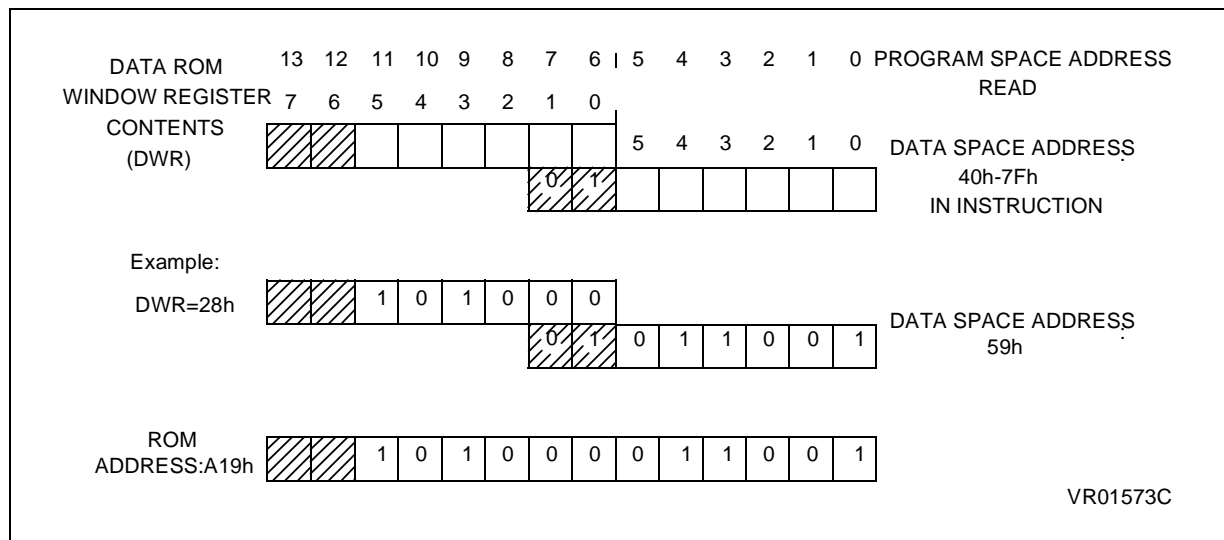 13 12 11 10 9 8 7 6 5 4 3 2 1 0 PROGRAM SPACE ADDRESS
READ
DATA ROM
WINDOW REGISTER
CONTENTS
(DWR)
7 6 5 4 3 2 1 0
5 4 3 2 1 0
DATA SPACE ADDRESS
:
40h-7Fh
IN INSTRUCTION
0 1
Example:
DWR=28h
1 0 1 0 0 0
0 1 0 1 1 0 0 1
DATA SPACE ADDRESS
:
59h
ROM
ADDRESS:A19h
1 0 1 0 0 0 0 1 1 0 0 1
VR01573C